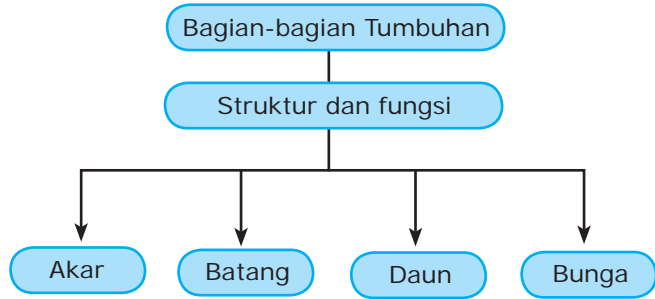 Bagian-bagian Tumbuhan
Struktur dan fungsi
Akar
Batang
Daun
Bunga